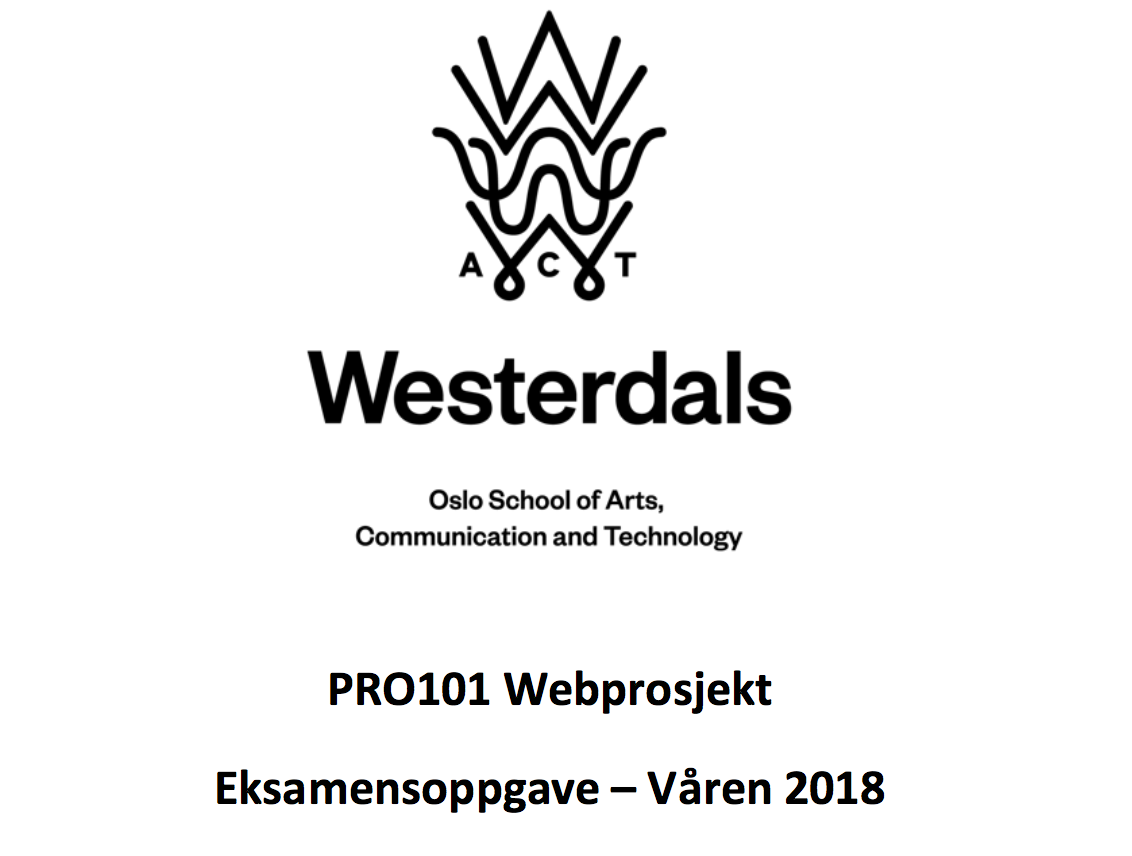 A C T
Westerdals
Oslo School of Arts,
Communication and Technology
PRO101 Webprosjekt
Eksamensoppgave – Våren 2018